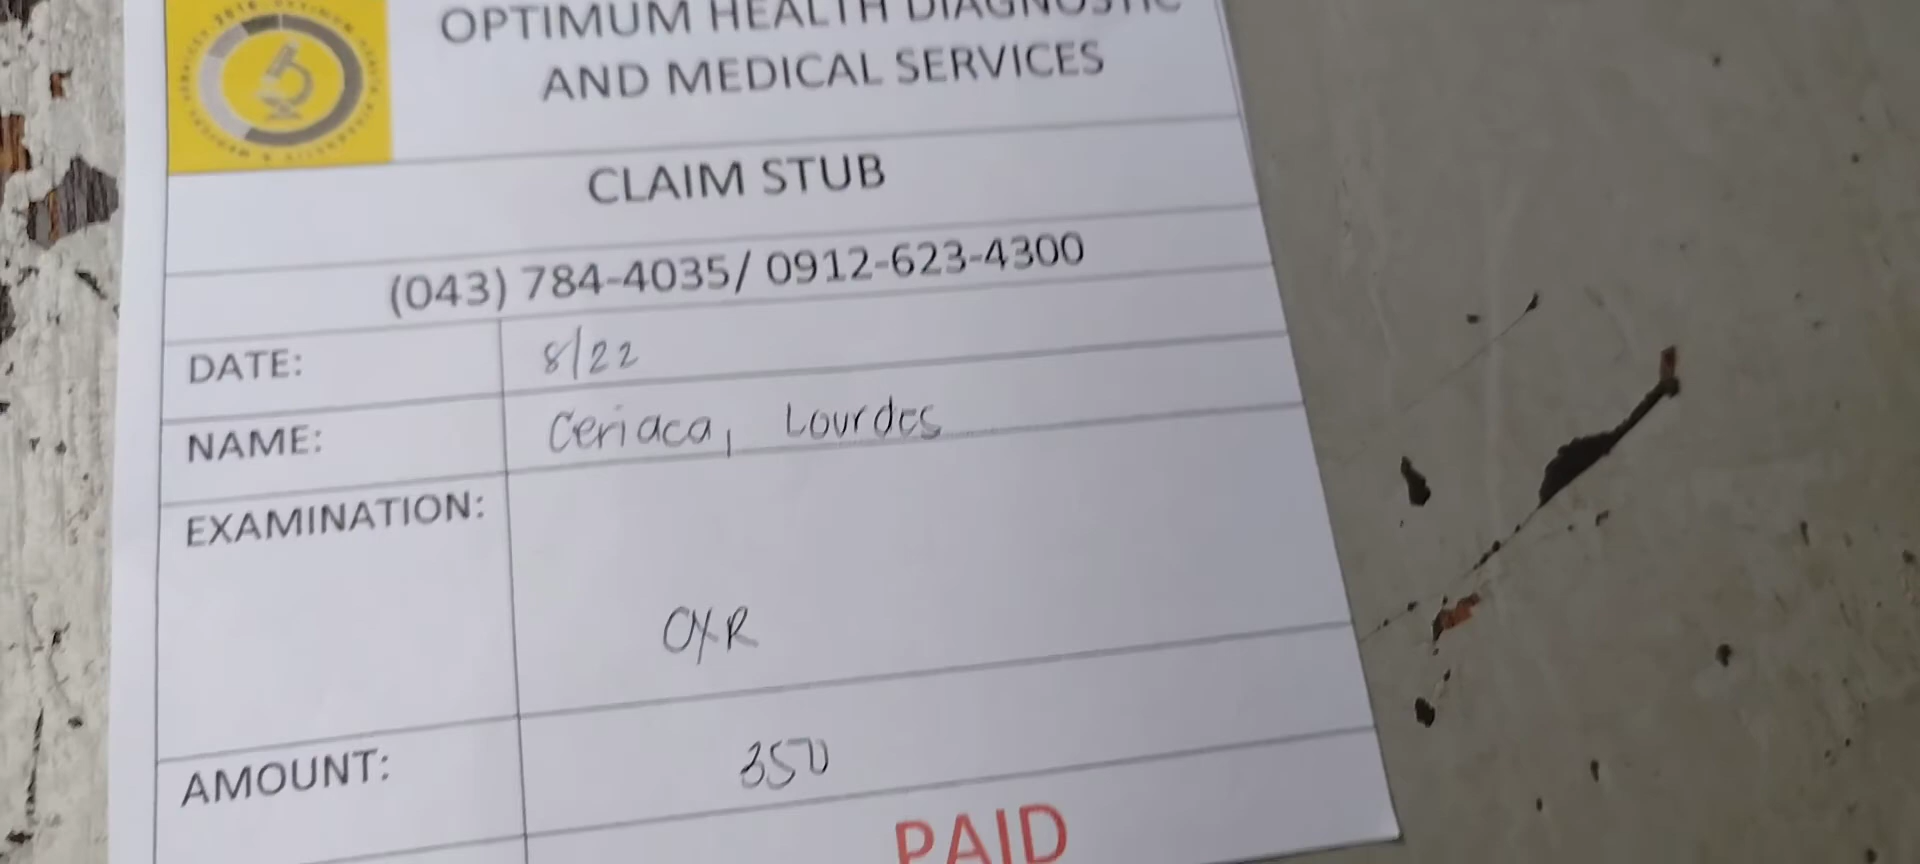 OPTIMUM HEALTH DIAGNOSTIC
AND MEDICAL SERVICES
CLAIM STUB
(043) 784-4035/ 0912-623-4300
DATE: 8/22
NAME: Ceriaca, Lourdes
EXAMINATION:
CXR
AMOUNT: 350
PAID